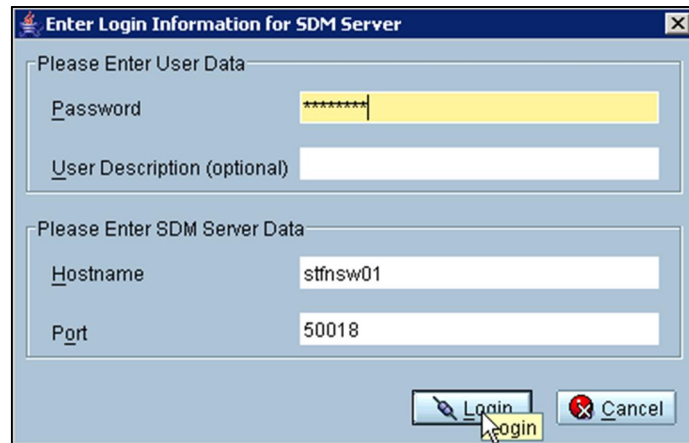 Enter Login Information for SDM Server
Please Enter User Data
Password
********
User Description (optional)
Please Enter SDM Server Data
Hostname
stfnsw01
Port
50018
Login
Cancel
Login